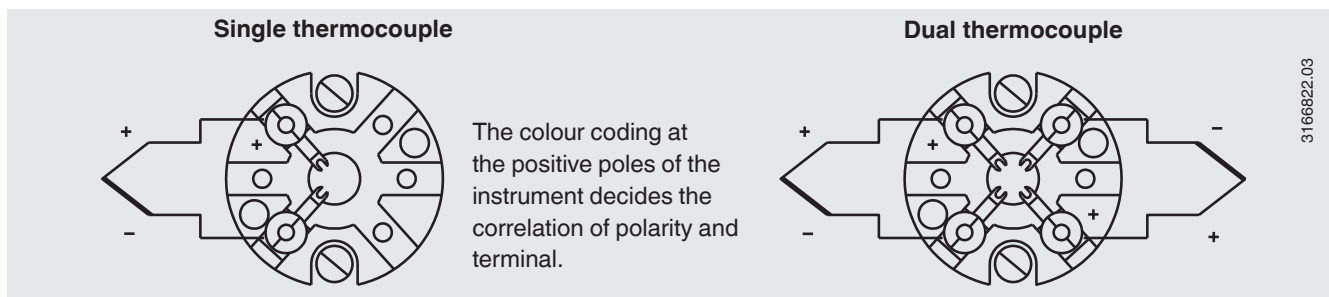 Single thermocouple
+
+
–
The colour coding at
the positive poles of the
instrument decides the
correlation of polarity and
terminal.
Dual thermocouple
+
+
–
–
+
+
3166822.03